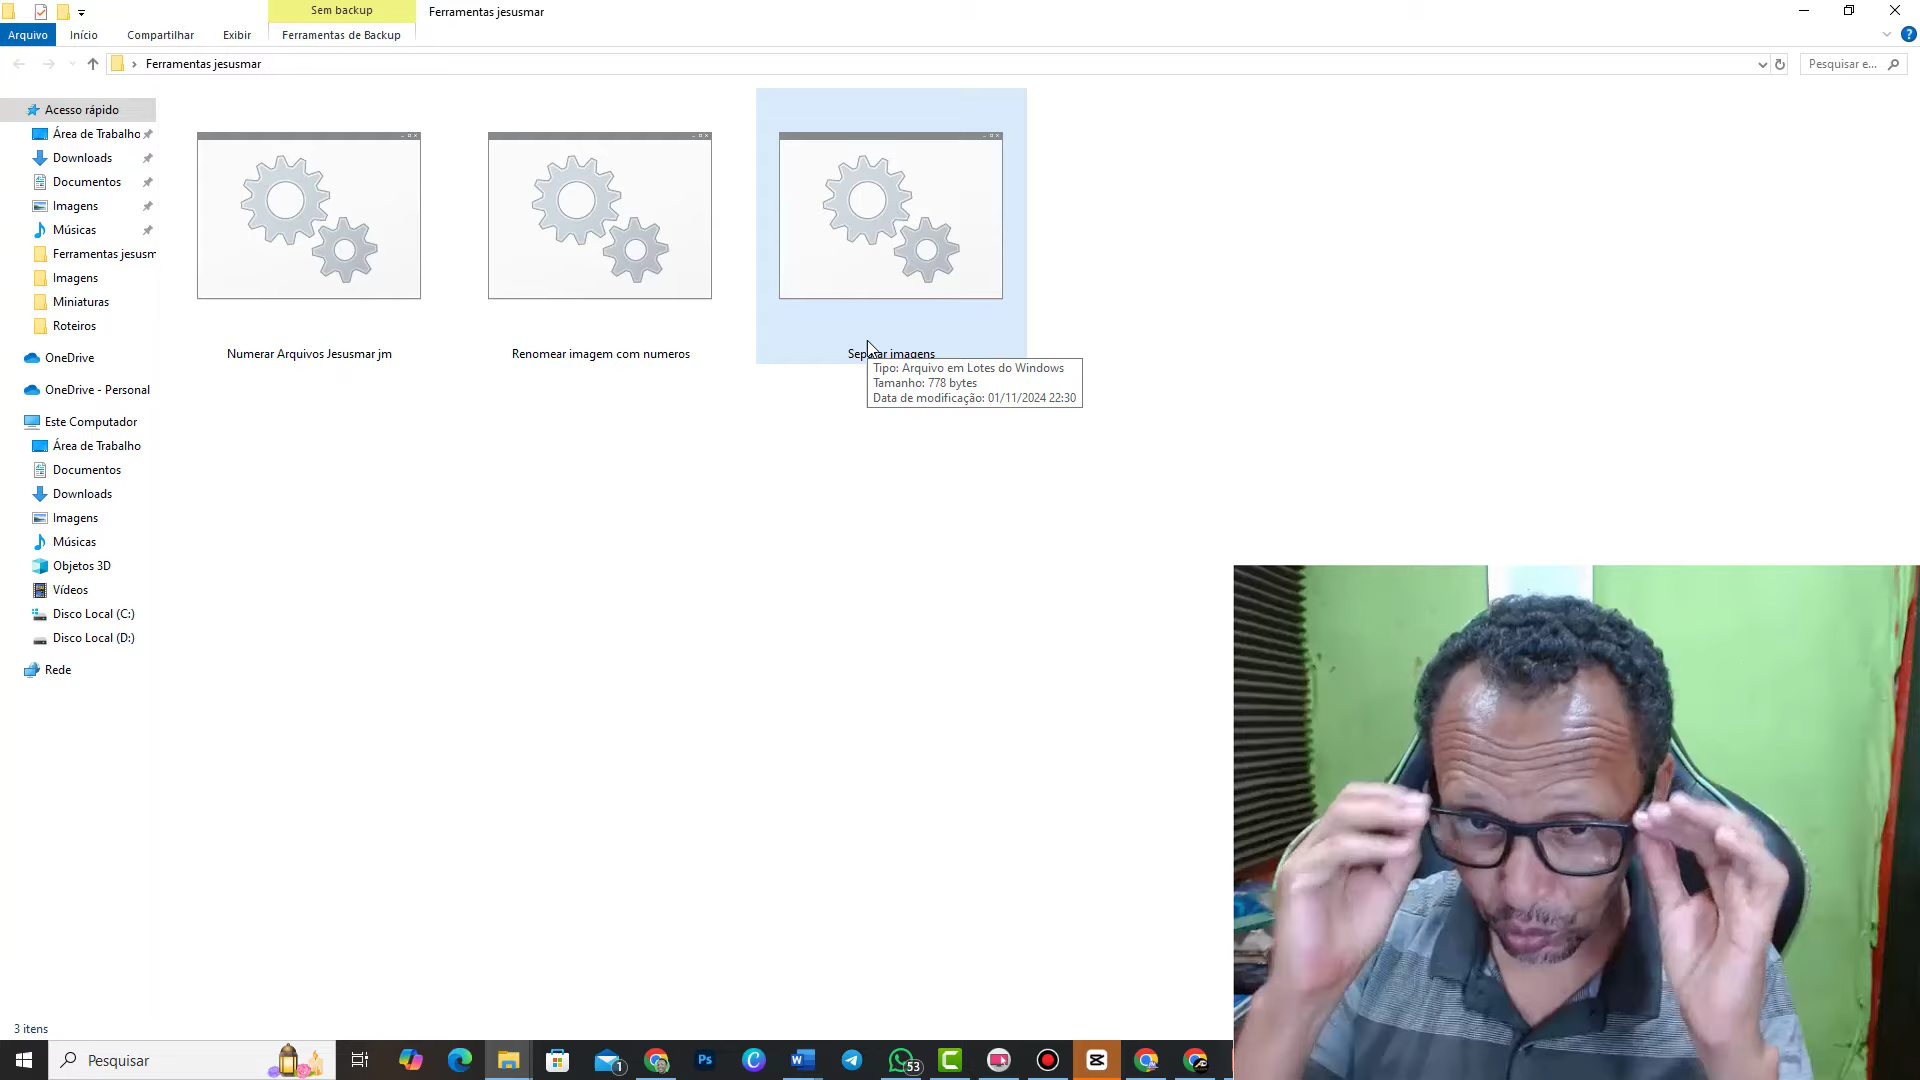 Sem backup
Ferramentas jesusmar
Arquivo
Início
Compartilhar
Exibir
Ferramentas de Backup
Ferramentas jesusmar
Pesquisar e...
Acesso rápido
Área de Trabalho
Downloads
Documentos
Imagens
Músicas
Ferramentas jesusm
Imagens
Miniaturas
Roteiros
OneDrive
OneDrive - Personal
Este Computador
Área de Trabalho
Documentos
Downloads
Imagens
Músicas
Objetos 3D
Vídeos
Disco Local (C:)
Disco Local (D:)
Rede
Numerar Arquivos Jesusmar jm
Renomear imagem com numeros
Separar imagens
Tipo: Arquivo em Lotes do Windows
Tamanho: 778 bytes
Data de modificação: 01/11/2024 22:30
3 itens
Pesquisar
1
Ps
W
53